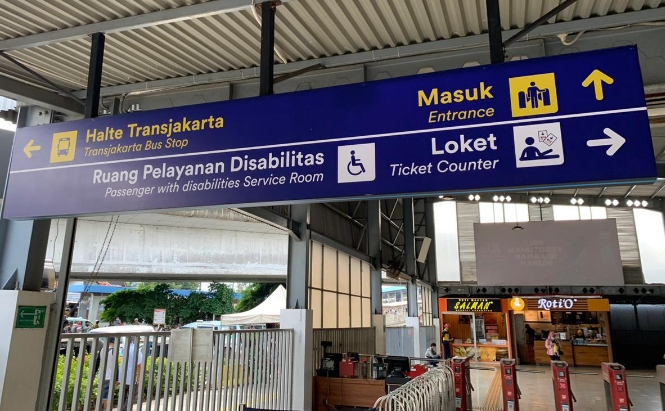 Halte Transjakarta
Transjakarta Bus Stop
Ruang Pelayanan Disabilitas
Passenger with disabilities Service Room
Masuk
Entrance
Loket
Ticket Counter
SALMAN
Roti'O